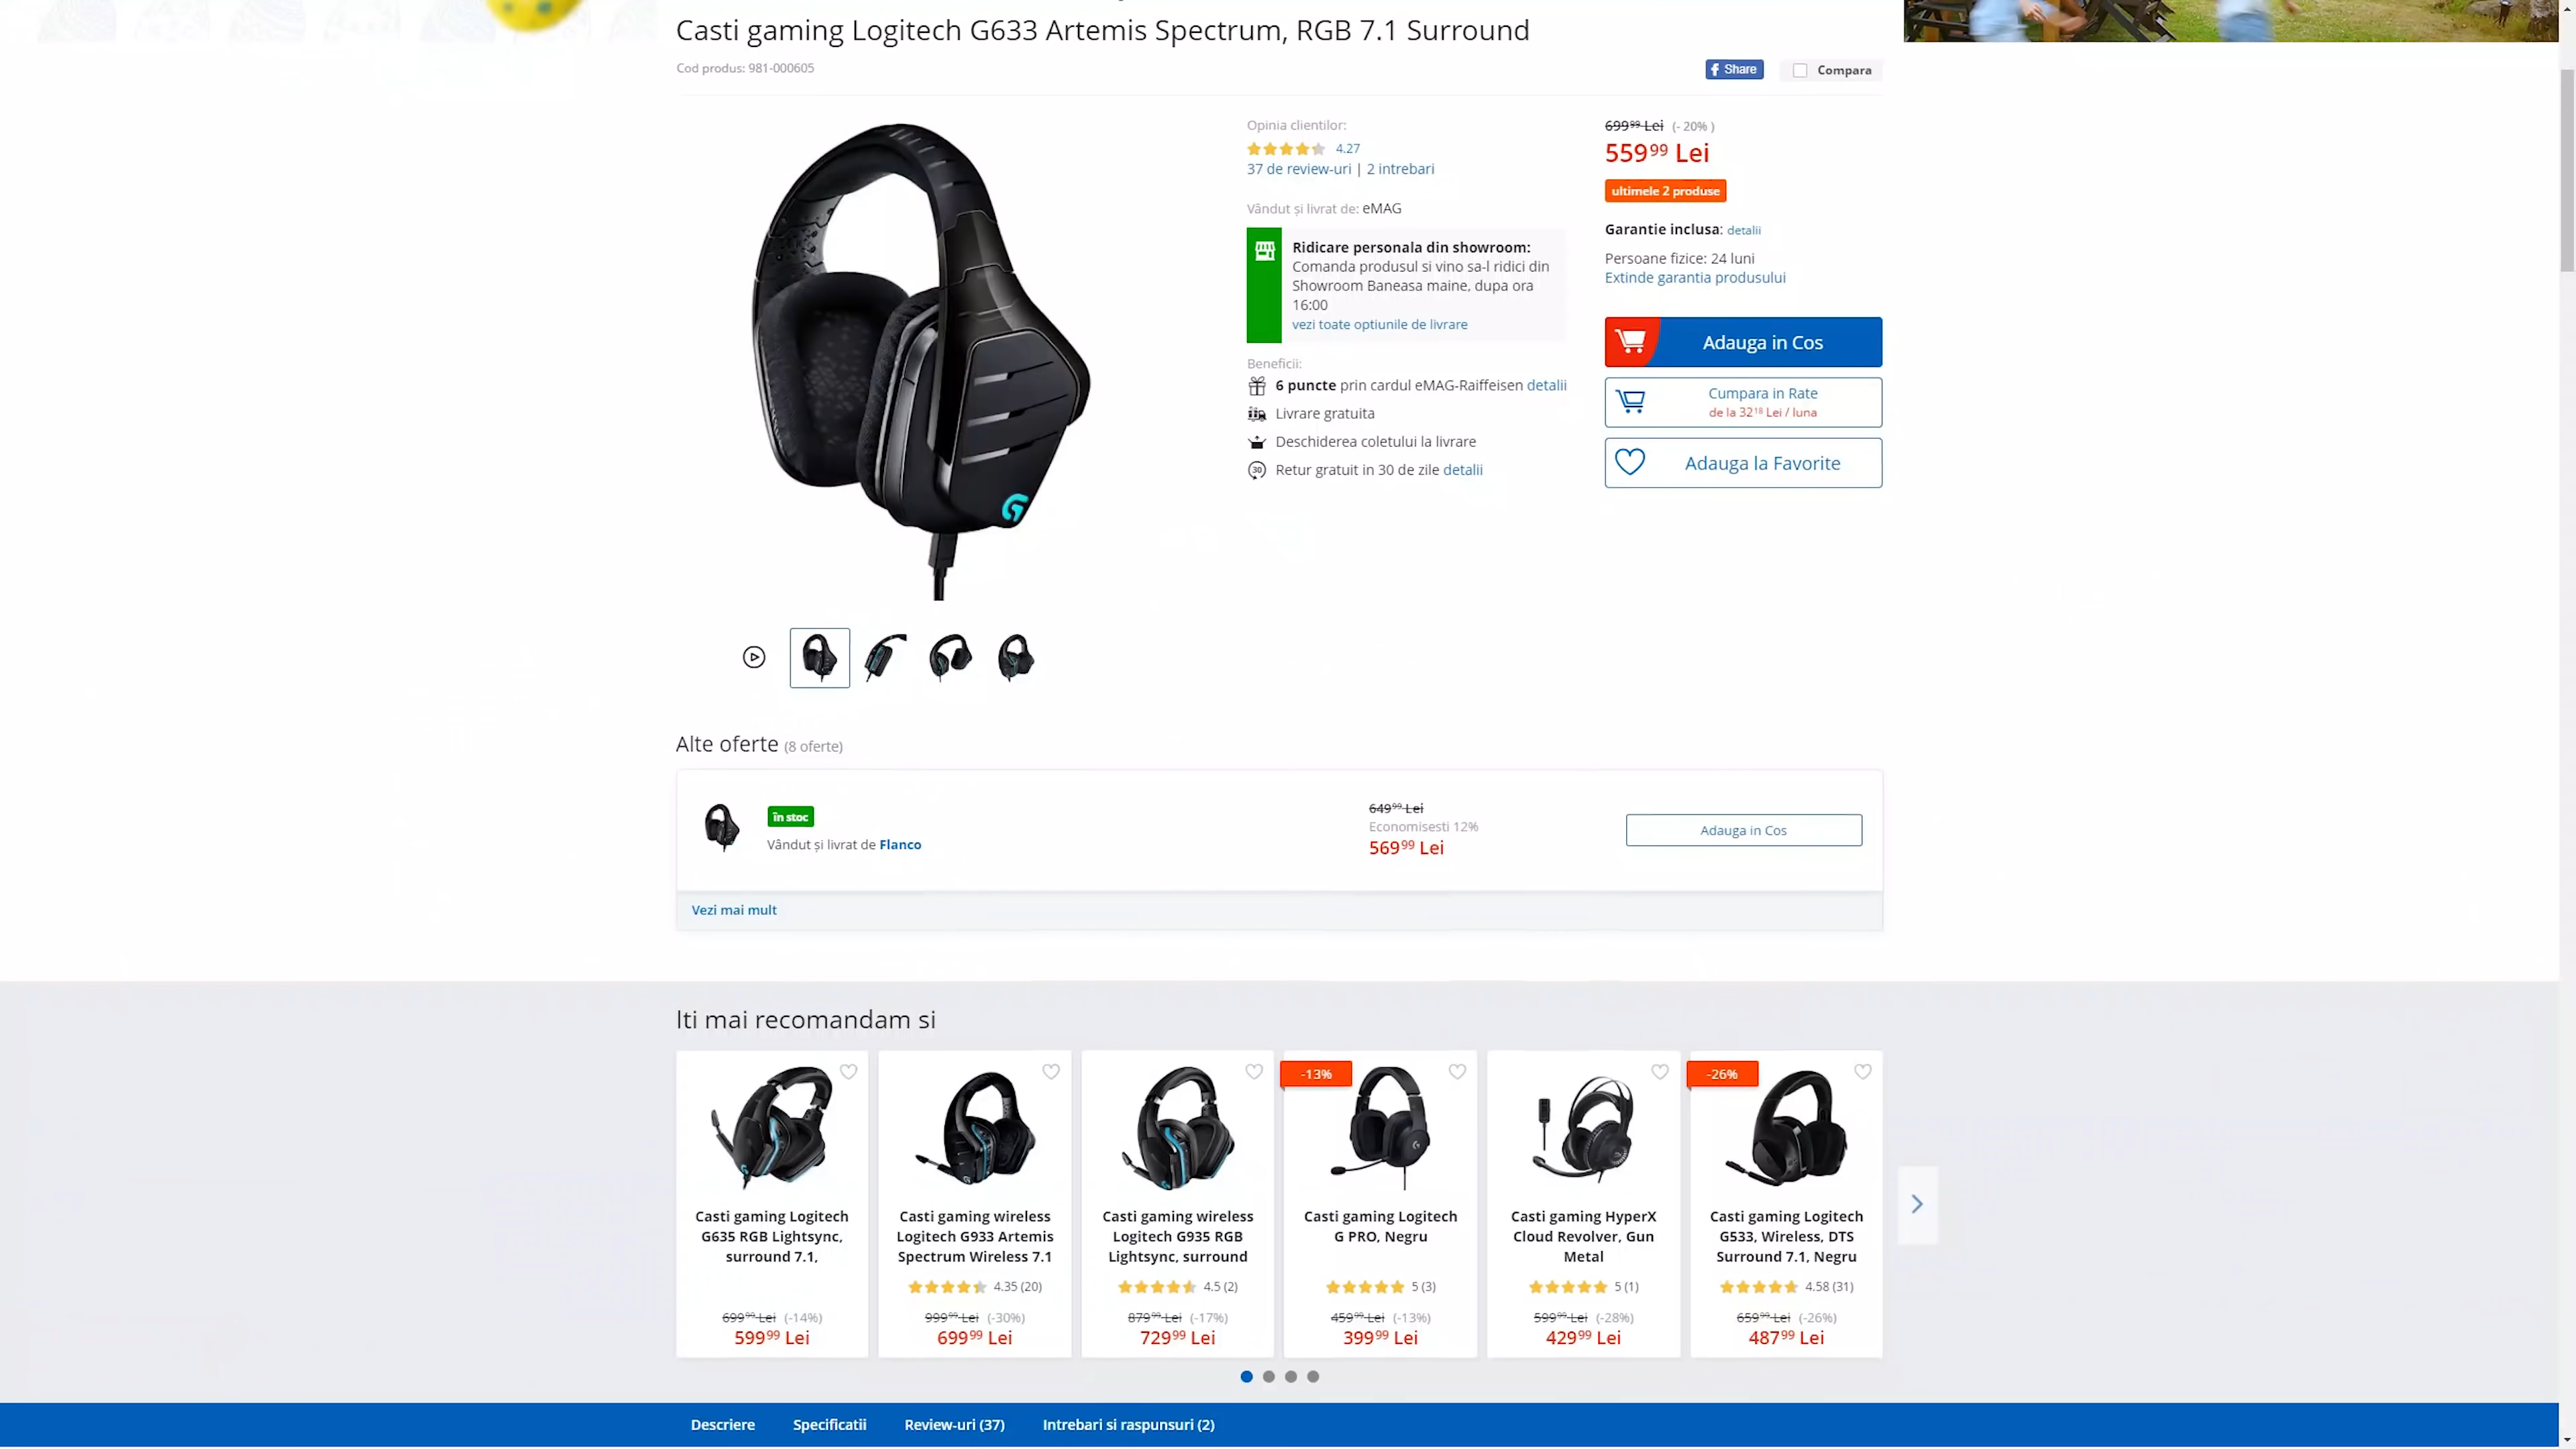 Casti gaming Logitech G633 Artemis Spectrum, RGB 7.1 Surround
Cod produs: 981-000605
Share
Compara
Opinia clientilor:
4.27
37 de review-uri | 2 intrebari
Vândut și livrat de: eMAG
Ridicare personala din showroom:
Comanda produsul si vino sa-l ridici din
Showroom Baneasa maine, dupa ora
16:00
vezi toate optiunile de livrare
Beneficii:
6 puncte prin cardul eMAG-Raiffeisen detalii
Livrare gratuita
Deschiderea coletului la livrare
30 Retur gratuit in 30 de zile detalii
699⁹⁹ Lei (- 20% )
559⁹⁹ Lei
ultimele 2 produse
Garantie inclusa: detalii
Persoane fizice: 24 luni
Extinde garantia produsului
Adauga in Cos
Cumpara in Rate
de la 32¹⁸ Lei / luna
Adauga la Favorite
Alte oferte (8 oferte)
în stoc
Vândut și livrat de Flanco
649⁹⁹ Lei
Economisesti 12%
569⁹⁹ Lei
Adauga in Cos
Vezi mai mult
Iti mai recomandam si
Casti gaming Logitech
G635 RGB Lightsync,
surround 7.1,
699⁹⁹ Lei (-14%)
599⁹⁹ Lei
Casti gaming wireless
Logitech G933 Artemis
Spectrum Wireless 7.1
4.35 (20)
999⁹⁹ Lei (-30%)
699⁹⁹ Lei
Casti gaming wireless
Logitech G935 RGB
Lightsync, surround
4.5 (2)
879⁹⁹ Lei (-17%)
729⁹⁹ Lei
-13%
Casti gaming Logitech
G PRO, Negru
5 (3)
459⁹⁹ Lei (-13%)
399⁹⁹ Lei
Casti gaming HyperX
Cloud Revolver, Gun
Metal
5 (1)
599⁹⁹ Lei (-28%)
429⁹⁹ Lei
-26%
Casti gaming Logitech
G533, Wireless, DTS
Surround 7.1, Negru
4.58 (31)
659⁹⁹ Lei (-26%)
487⁹⁹ Lei
Descriere Specificatii Review-uri (37) Intrebari si raspunsuri (2)